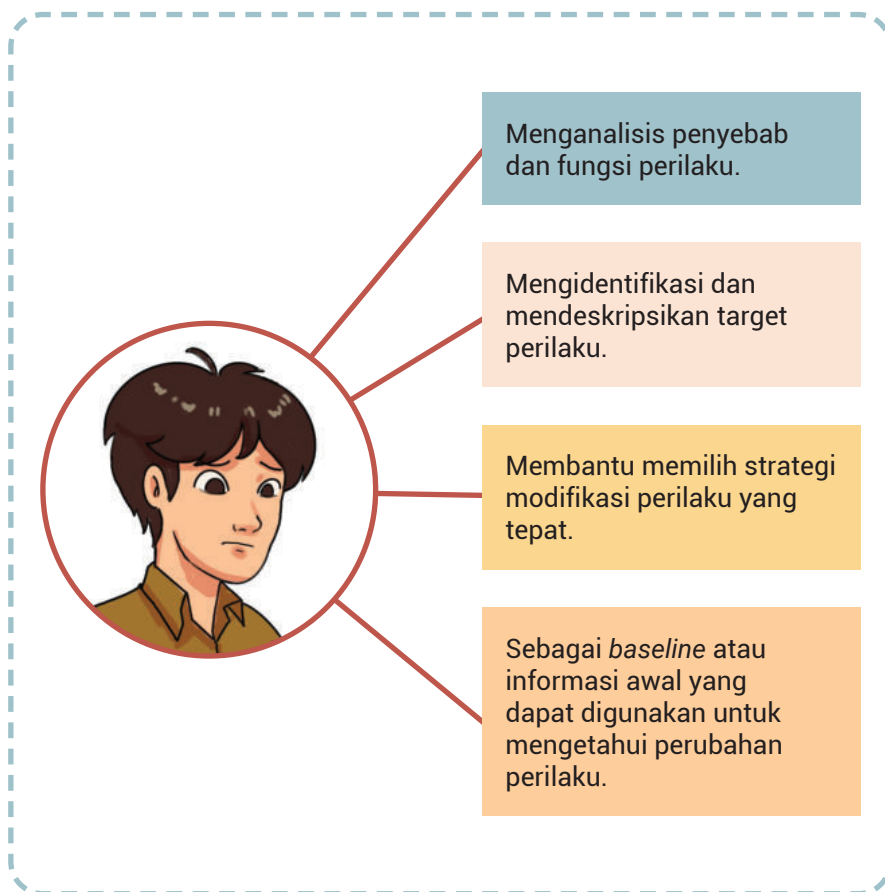 Menganalisis penyebab
dan fungsi perilaku.
Mengidentifikasi dan
mendeskripsikan target
perilaku.
Membantu memilih strategi
modifikasi perilaku yang
tepat.
Sebagai baseline atau
informasi awal yang
dapat digunakan untuk
mengetahui perubahan
perilaku.